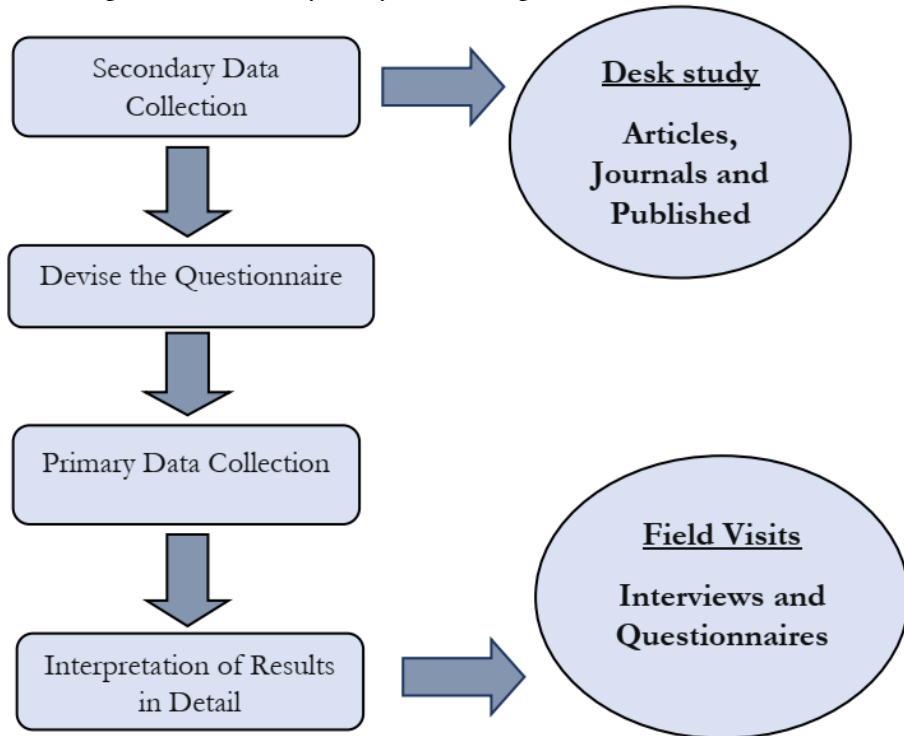 Secondary Data
Collection
Desk study
Articles,
Journals and
Published
Devise the Questionnaire
Primary Data Collection
Field Visits
Interviews and
Questionnaires
Interpretation of Results
in Detail